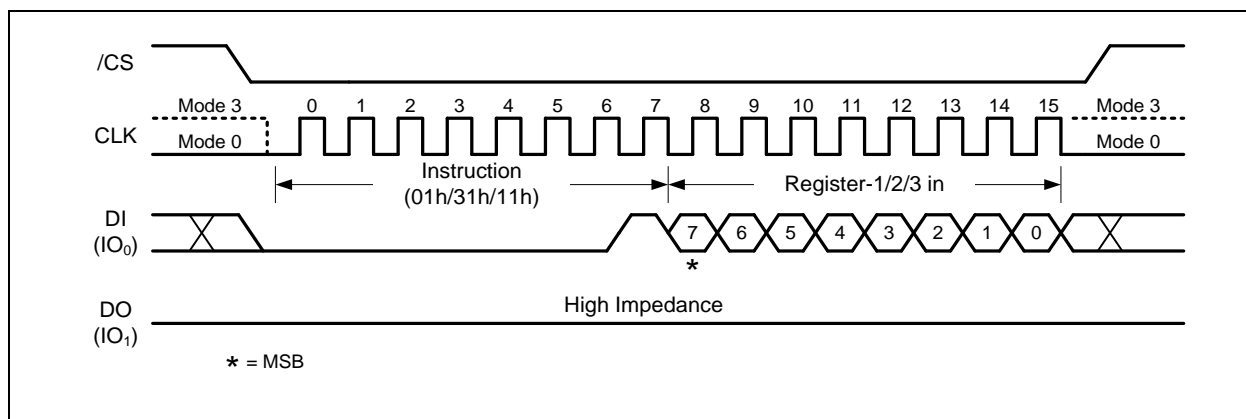 /CS
Mode 3 0 1 2 3 4 5 6 7 8 9 10 11 12 13 14 15 Mode 3
CLK
Mode 0 Mode 0
Instruction
(01h/31h/11h)
Register-1/2/3 in
DI
(IO₀)
7 6 5 4 3 2 1 0
*
High Impedance
DO
(IO₁)
* = MSB